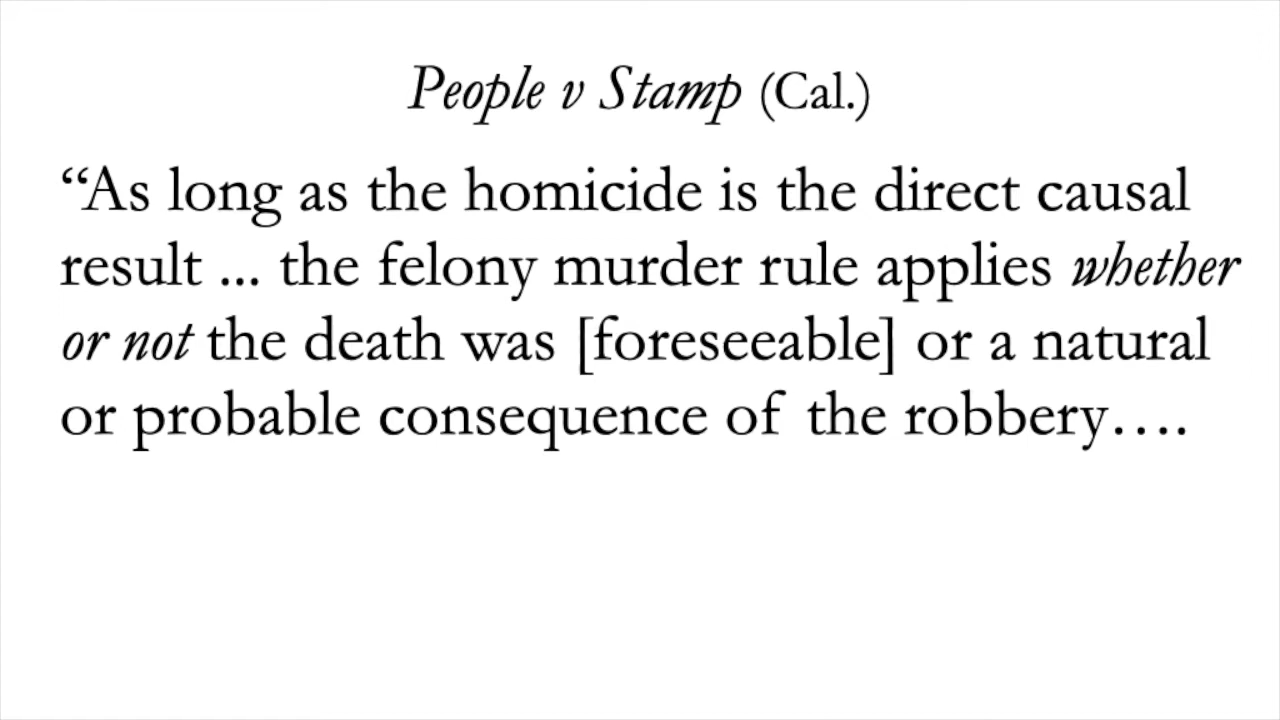 People v Stamp (Cal.)
“As long as the homicide is the direct causal
result ... the felony murder rule applies whether
or not the death was [foreseeable] or a natural
or probable consequence of the robbery….